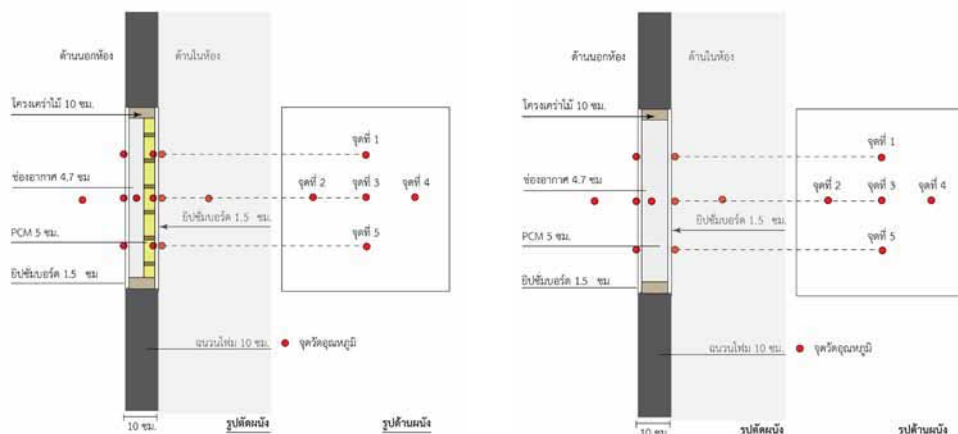 ด้านนอกห้อง
ด้านในห้อง
โครงเคร่าไม้ 10 ซม.
จุดที่ 1
ช่องอากาศ 4.7 ซม
จุดที่ 2
จุดที่ 3
จุดที่ 4
ยิปซัมบอร์ด 1.5 ซม.
PCM 5 ซม.
จุดที่ 5
ยิปซั่มบอร์ด 1.5 ซม
ฉนวนโฟม 10 ซม.
จุดวัดอุณหภูมิ
10 ซม.
รูปตัดผนัง
รูปด้านผนัง
ด้านนอกห้อง
ด้านในห้อง
โครงเคร่าไม้ 10 ซม.
จุดที่ 1
ช่องอากาศ 4.7 ซม
จุดที่ 2
จุดที่ 3
จุดที่ 4
ยิปซัมบอร์ด 1.5 ซม.
PCM 5 ซม.
จุดที่ 5
ยิปซั่มบอร์ด 1.5 ซม
ฉนวนโฟม 10 ซม.
จุดวัดอุณหภูมิ
10 ซม.
รูปตัดผนัง
รูปด้านผนัง